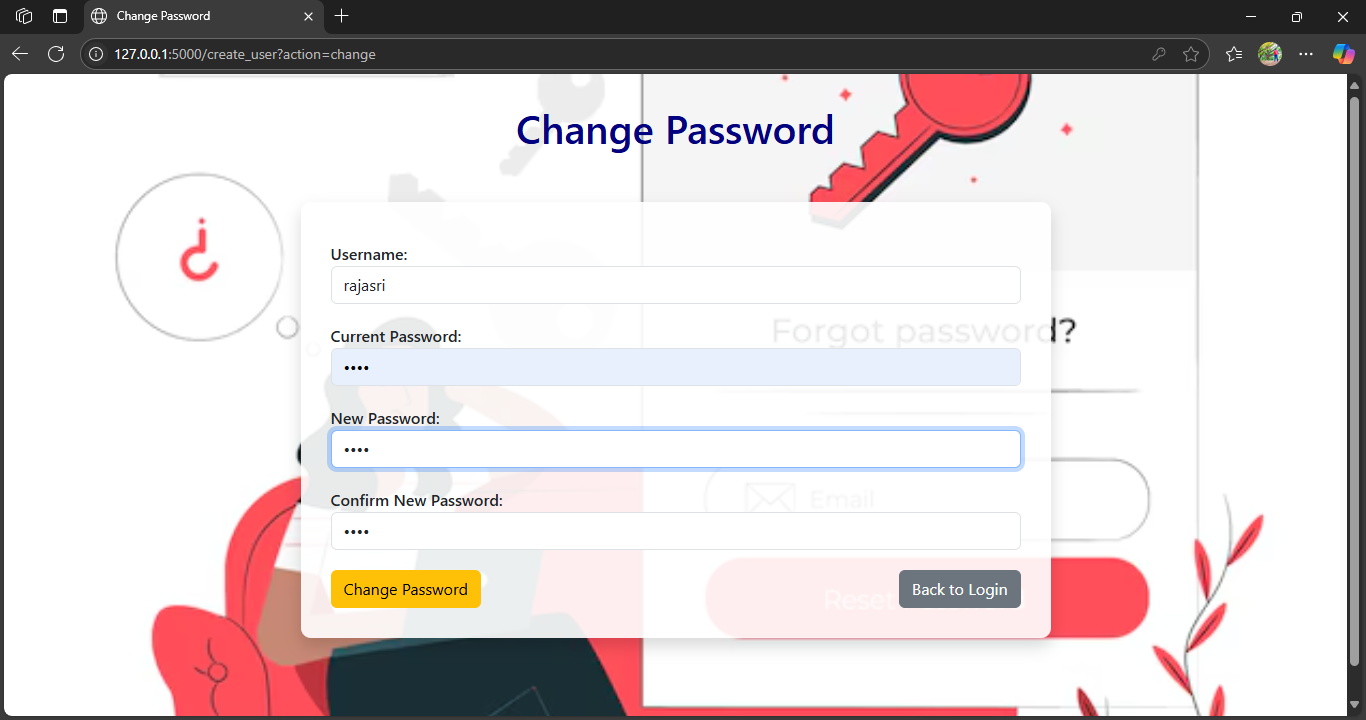 Change Password
127.0.0.1:5000/create_user?action=change
Change Password
Username:
rajasri
Forgot password?
Current Password:
••••
New Password:
••••
Email
Confirm New Password:
••••
Change Password
Reset
Back to Login